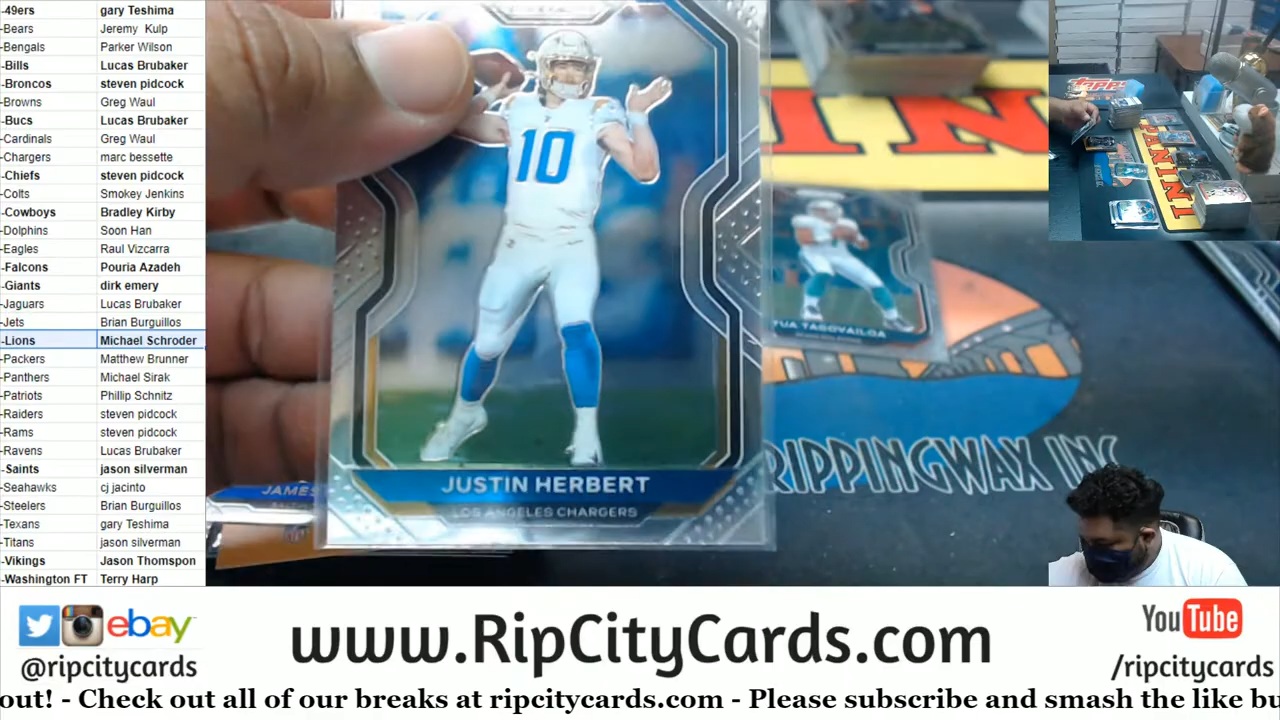 -49ers gary Teshima
-Bears Jeremy Kulp
-Bengals Parker Wilson
-Bills Lucas Brubaker
-Broncos steven pidcock
-Browns Greg Waul
-Bucs Lucas Brubaker
-Cardinals Greg Waul
-Chargers marc bessette
-Chiefs steven pidcock
-Colts Smokey Jenkins
-Cowboys Bradley Kirby
-Dolphins Soon Han
-Eagles Raul Vizcarra
-Falcons Pouria Azadeh
-Giants dirk emery
-Jaguars Lucas Brubaker
-Jets Brian Burguillos
-Lions Michael Schroder
-Packers Matthew Brunner
-Panthers Michael Sirak
-Patriots Phillip Schnitz
-Raiders steven pidcock
-Rams steven pidcock
-Ravens Lucas Brubaker
-Saints jason silverman
-Seahawks cj jacinto
-Steelers Brian Burguillos
-Texans gary Teshima
-Titans jason silverman
-Vikings Jason Thomspon
-Washington FT Terry Harp
10
JUSTIN HERBERT
LOS ANGELES CHARGERS
JAMES
TUA TAGOVAILOA
RIPPINGWAX INC
topps
PANINI
ebay
@ripcitycards
www.RipCityCards.com
YouTube
/ripcitycards
out! - Check out all of our breaks at ripcitycards.com - Please subscribe and smash the like bu